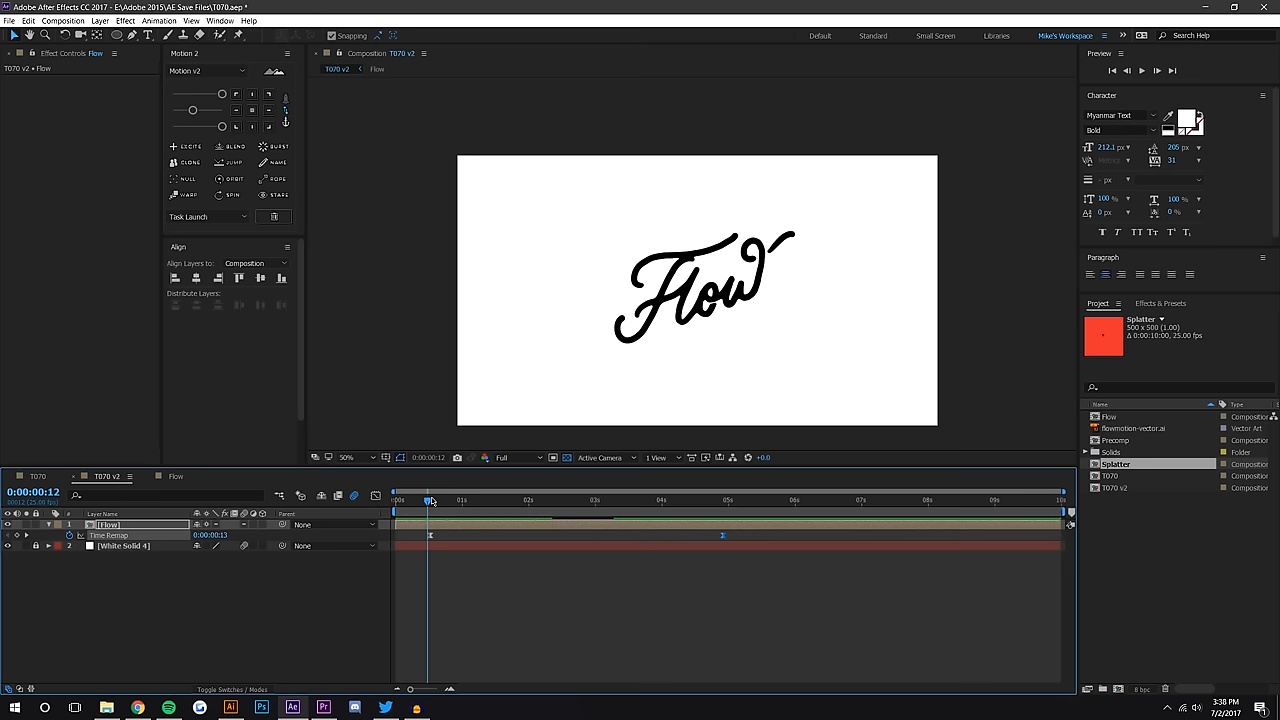 Adobe After Effects CC 2017 - E:\Adobe 2015\AE Save Files\T070.aep *
File Edit Composition Layer Effect Animation View Window Help
Snapping
Default Standard Small Screen Libraries Mike's Workspace Search Help
Effect Controls Flow
T070 v2 • Flow
Motion 2
Motion v2
EXCITE BLEND BURST
CLONE JUMP NAME
NULL ORBIT ROPE
WARP SPIN STARE
Task Launch
Align
Align Layers to: Composition
Distribute Layers:
Composition T070 v2
T070 v2 Flow
Flow
50% 0:00:00:12 Full Active Camera 1 View +0.0
Preview
Character
Myanmar Text
Bold
212.1 px 205 px
Metrics 31
- px
100 % 100 %
0 px 0 %
Paragraph
Project Effects & Presets
Splatter
500 x 500 (1.00)
Δ 0:00:10:00, 25.00 fps
Name Type
Flow Composition
flowmotion-vector.ai Vector Art
Precomp Composition
Solids Folder
Splatter Composition
T070 Composition
T070 v2 Composition
8 bpc
T070 T070 v2 Flow
0:00:00:12
00012 (25.00 fps)
:00s 01s 02s 03s 04s 05s 06s 07s 08s 09s 10s
# Layer Name Parent
1 [Flow] None
Time Remap 0:00:00:13
2 [White Solid 4] None
Toggle Switches / Modes
3:38 PM
7/2/2017